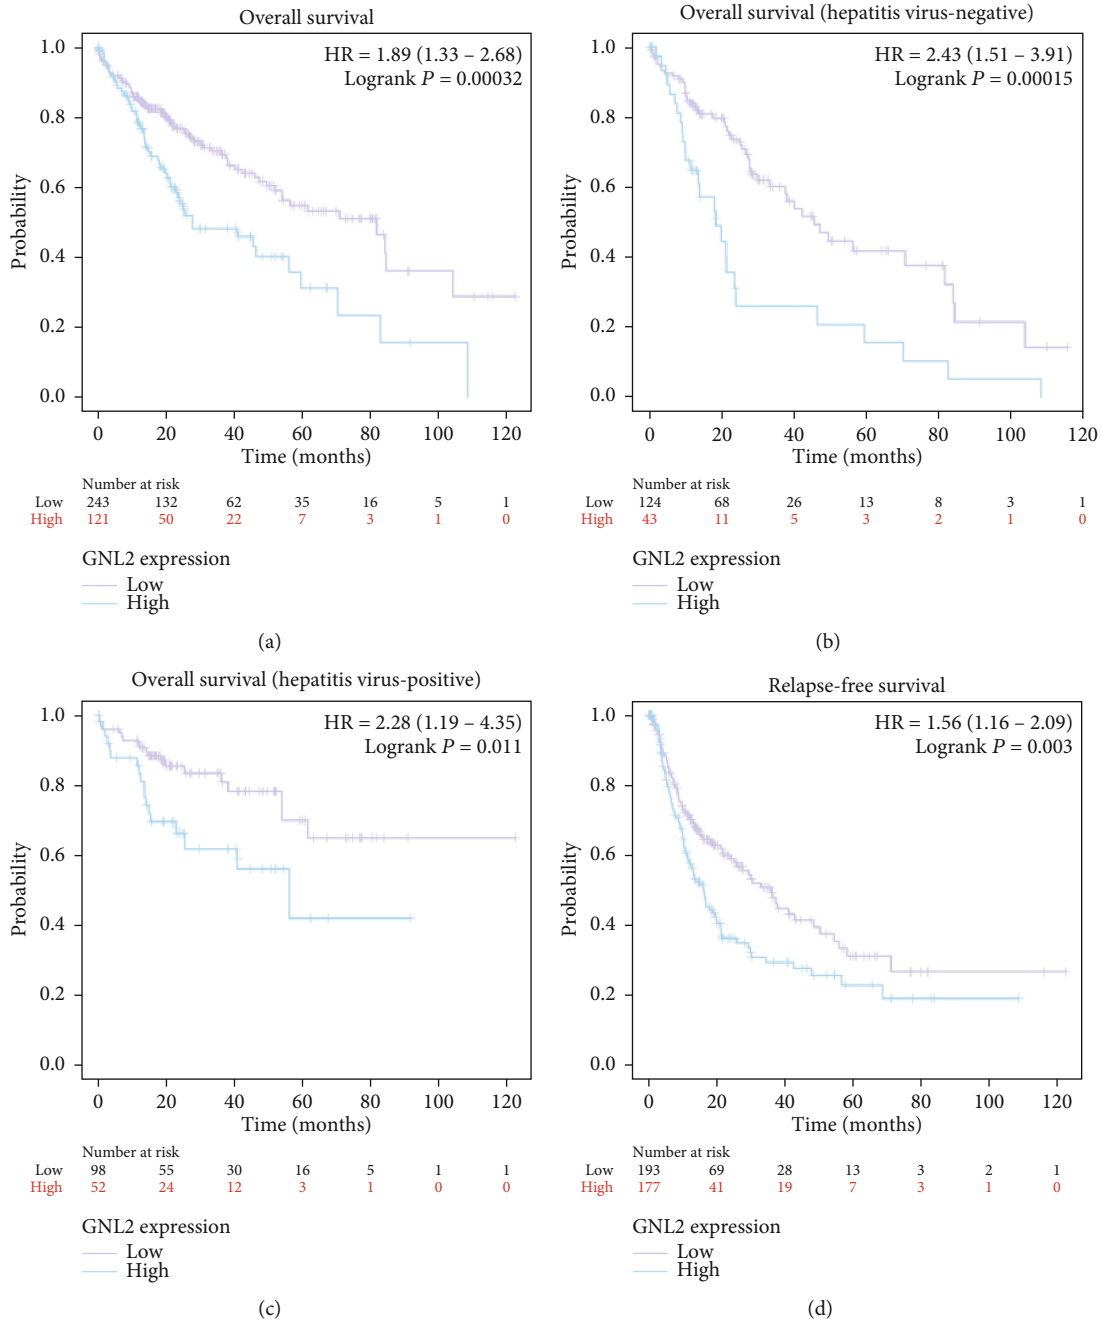 Overall survival
HR = 1.89 (1.33 – 2.68)
Logrank P = 0.00032
Probability
1.0
0.8
0.6
0.4
0.2
0.0
0 20 40 60 80 100 120
Time (months)
Number at risk
Low 243 132 62 35 16 5 1
High 121 50 22 7 3 1 0
GNL2 expression
Low
High
(a)
Overall survival (hepatitis virus-negative)
HR = 2.43 (1.51 – 3.91)
Logrank P = 0.00015
Probability
1.0
0.8
0.6
0.4
0.2
0.0
0 20 40 60 80 100 120
Time (months)
Number at risk
Low 124 68 26 13 8 3 1
High 43 11 5 3 2 1 0
GNL2 expression
Low
High
(b)
Overall survival (hepatitis virus-positive)
HR = 2.28 (1.19 – 4.35)
Logrank P = 0.011
Probability
1.0
0.8
0.6
0.4
0.2
0.0
0 20 40 60 80 100 120
Time (months)
Number at risk
Low 98 55 30 16 5 1 1
High 52 24 12 3 1 0 0
GNL2 expression
Low
High
(c)
Relapse-free survival
HR = 1.56 (1.16 – 2.09)
Logrank P = 0.003
Probability
1.0
0.8
0.6
0.4
0.2
0.0
0 20 40 60 80 100 120
Time (months)
Number at risk
Low 193 69 28 13 3 2 1
High 177 41 19 7 3 1 0
GNL2 expression
Low
High
(d)